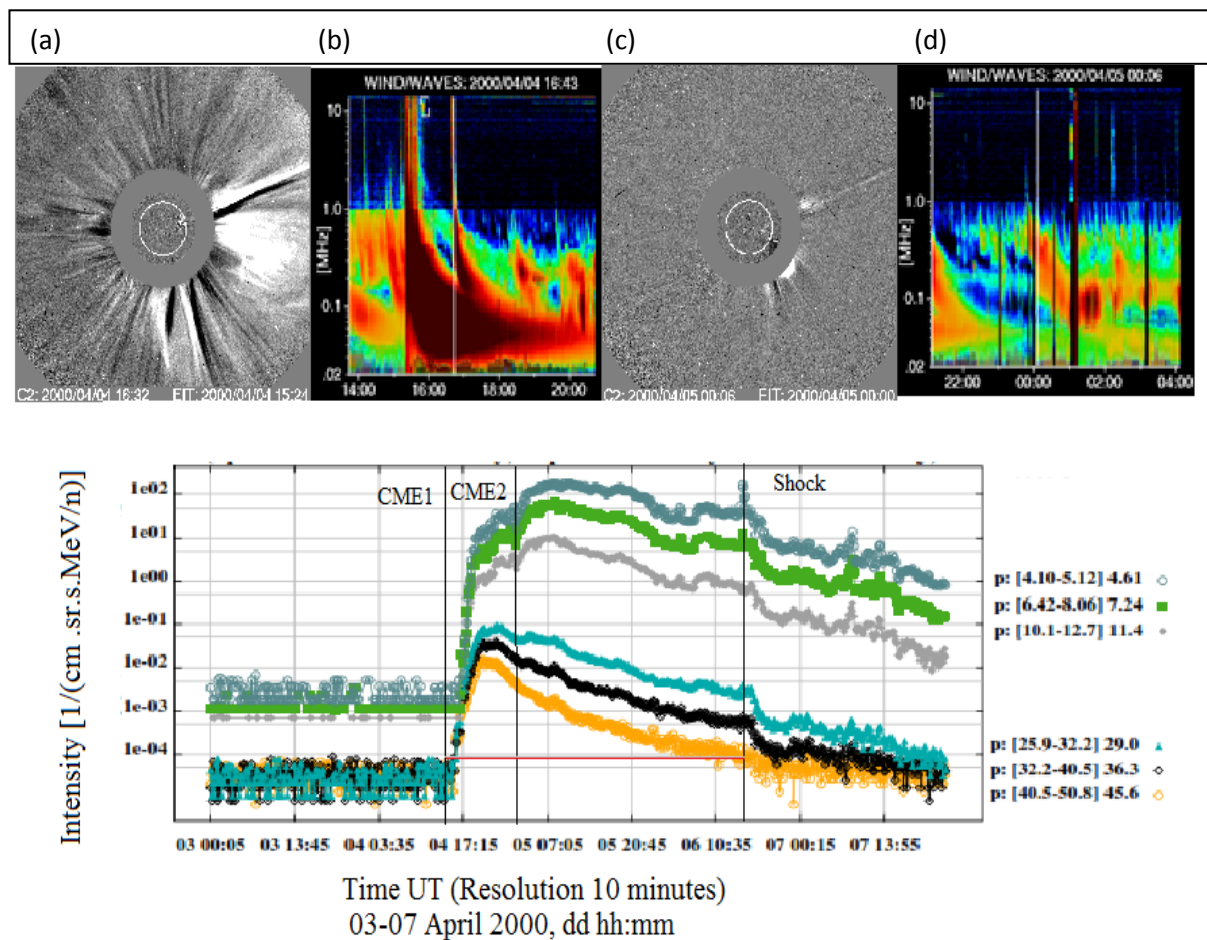 (a) (b) (c) (d)
WIND/WAVES: 2000/04/04 16:43
WIND/WAVES: 2000/04/05 00:06
10
1.0
[MHz]
0.1
.02
14:00 16:00 18:00 20:00
10
1.0
[MHz]
0.1
.02
22:00 00:00 02:00 04:00
C2: 2000/04/04 16:32 EIT: 2000/04/04 15:24
C2: 2000/04/05 00:06 EIT: 2000/04/05 00:00
Intensity [1/(cm .sr.s.MeV/n)]
1e02
1e01
1e00
1e-01
1e-02
1e-03
1e-04
CME1 CME2 Shock
p: [4.10-5.12] 4.61
p: [6.42-8.06] 7.24
p: [10.1-12.7] 11.4
p: [25.9-32.2] 29.0
p: [32.2-40.5] 36.3
p: [40.5-50.8] 45.6
03 00:05 03 13:45 04 03:35 04 17:15 05 07:05 05 20:45 06 10:35 07 00:15 07 13:55
Time UT (Resolution 10 minutes)
03-07 April 2000, dd hh:mm